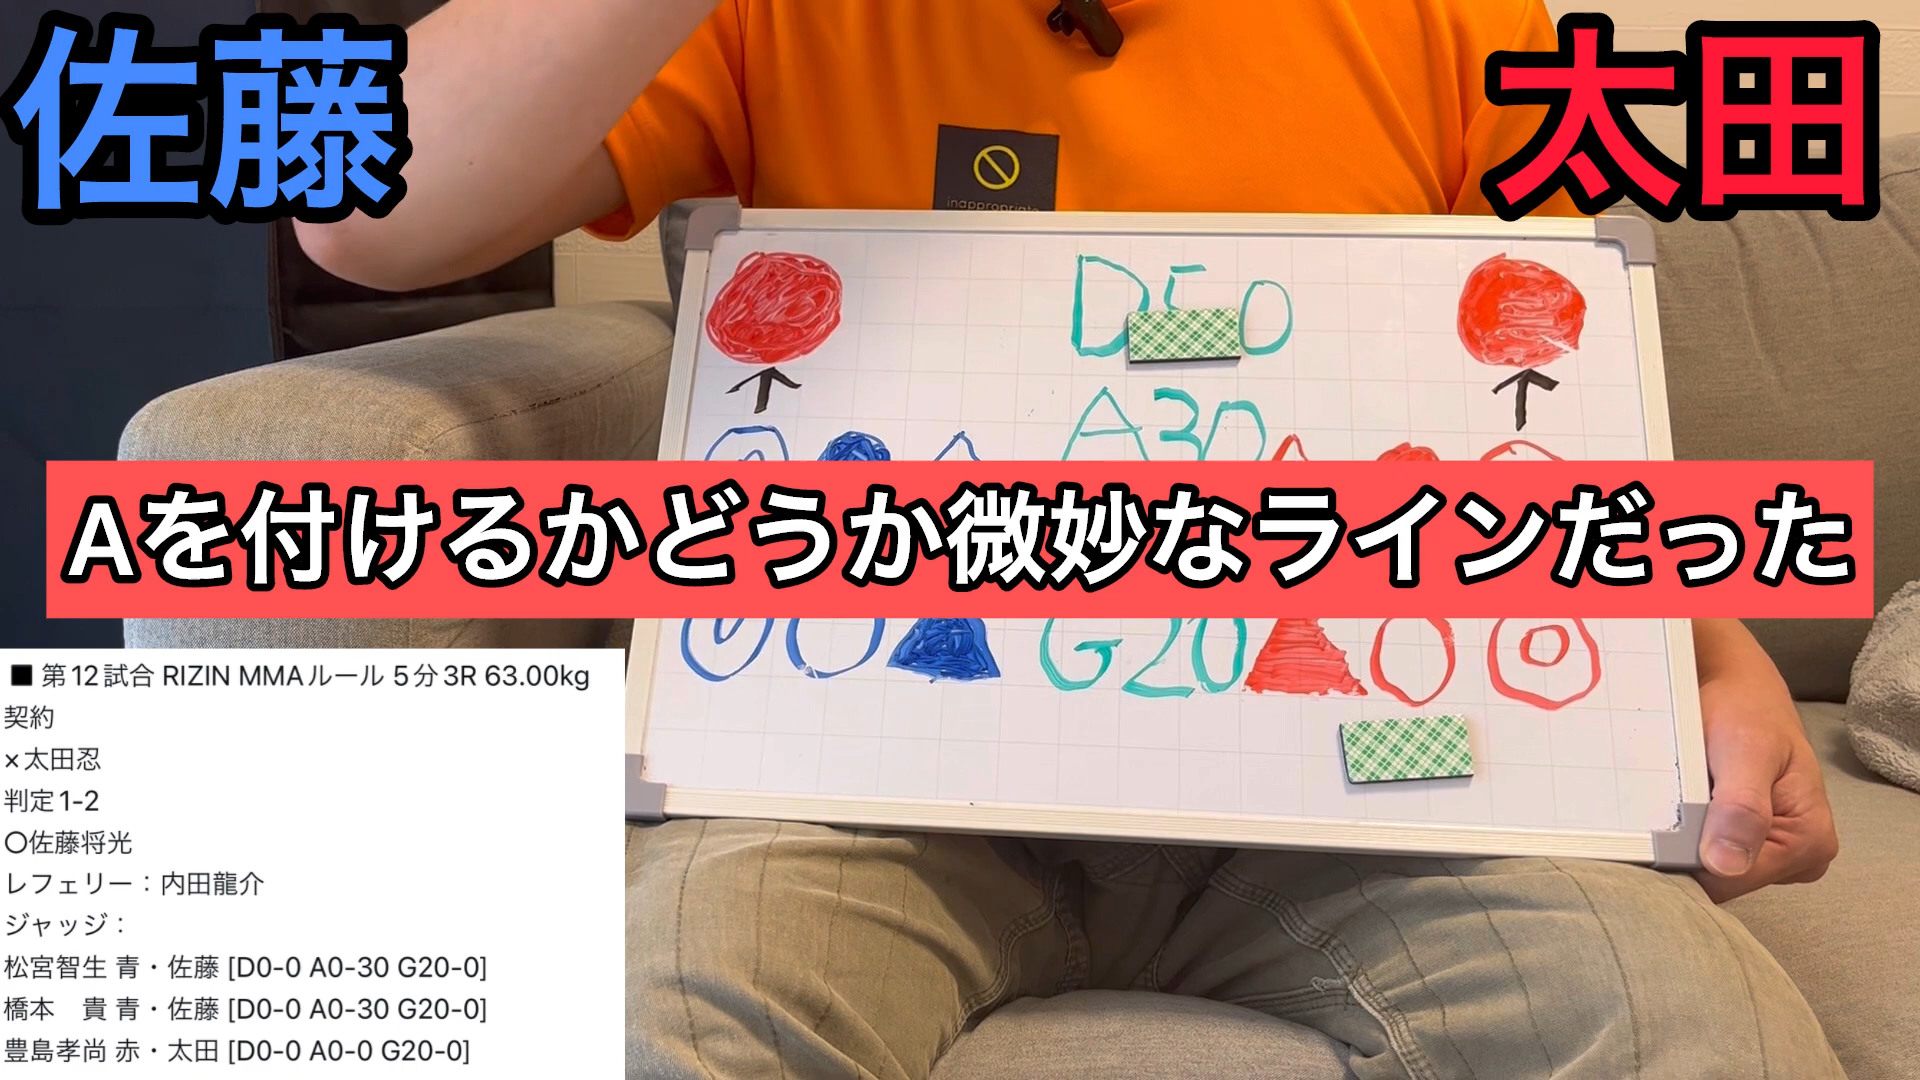 佐藤
太田
inappropriate
D50
A30
Aを付けるかどうか微妙なラインだった
G20
■ 第12試合 RIZIN MMAルール 5分3R 63.00kg
契約
×太田忍
判定1-2
〇佐藤将光
レフェリー：内田龍介
ジャッジ：
松宮智生 青・佐藤 [D0-0 A0-30 G20-0]
橋本　貴 青・佐藤 [D0-0 A0-30 G20-0]
豊島孝尚 赤・太田 [D0-0 A0-0 G20-0]